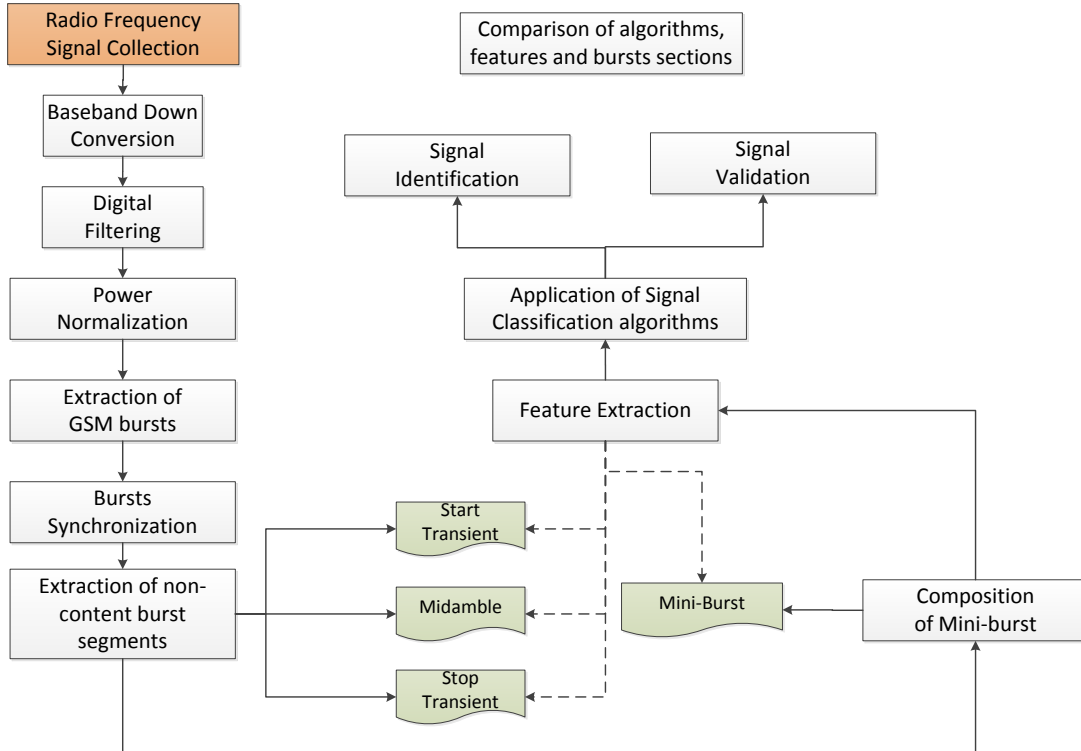 Radio Frequency
Signal Collection
Baseband Down
Conversion
Digital
Filtering
Power
Normalization
Extraction of
GSM bursts
Bursts
Synchronization
Extraction of non-
content burst
segments
Comparison of algorithms,
features and bursts sections
Signal
Identification
Signal
Validation
Application of Signal
Classification algorithms
Feature Extraction
Start
Transient
Midamble
Stop
Transient
Mini-Burst
Composition
of Mini-burst